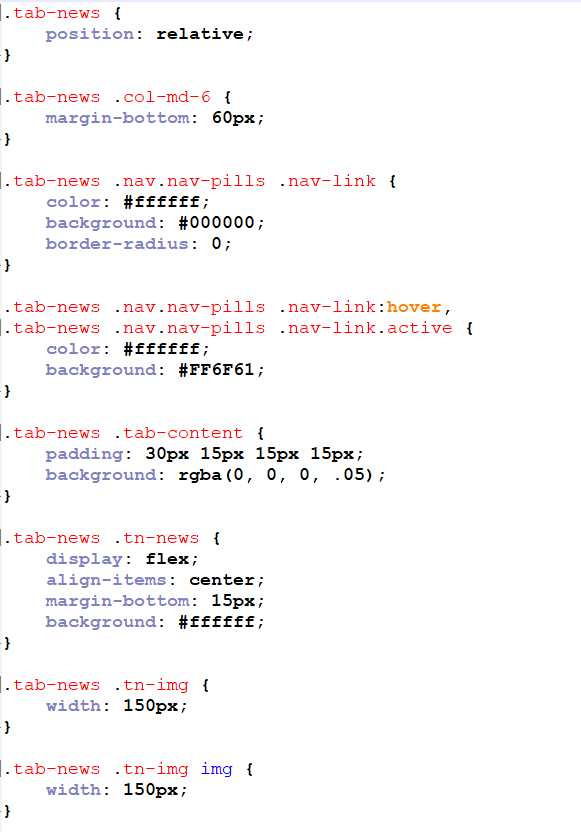 .tab-news {
    position: relative;
}

.tab-news .col-md-6 {
    margin-bottom: 60px;
}

.tab-news .nav.nav-pills .nav-link {
    color: #ffffff;
    background: #000000;
    border-radius: 0;
}

.tab-news .nav.nav-pills .nav-link:hover,
.tab-news .nav.nav-pills .nav-link.active {
    color: #ffffff;
    background: #FF6F61;
}

.tab-news .tab-content {
    padding: 30px 15px 15px 15px;
    background: rgba(0, 0, 0, .05);
}

.tab-news .tn-news {
    display: flex;
    align-items: center;
    margin-bottom: 15px;
    background: #ffffff;
}

.tab-news .tn-img {
    width: 150px;
}

.tab-news .tn-img img {
    width: 150px;
}